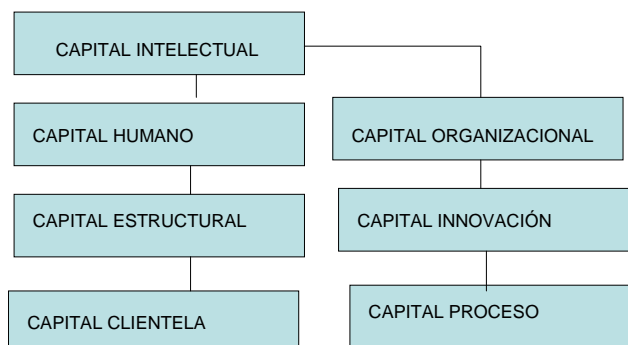 CAPITAL INTELECTUAL
CAPITAL HUMANO
CAPITAL ORGANIZACIONAL
CAPITAL ESTRUCTURAL
CAPITAL INNOVACIÓN
CAPITAL CLIENTELA
CAPITAL PROCESO